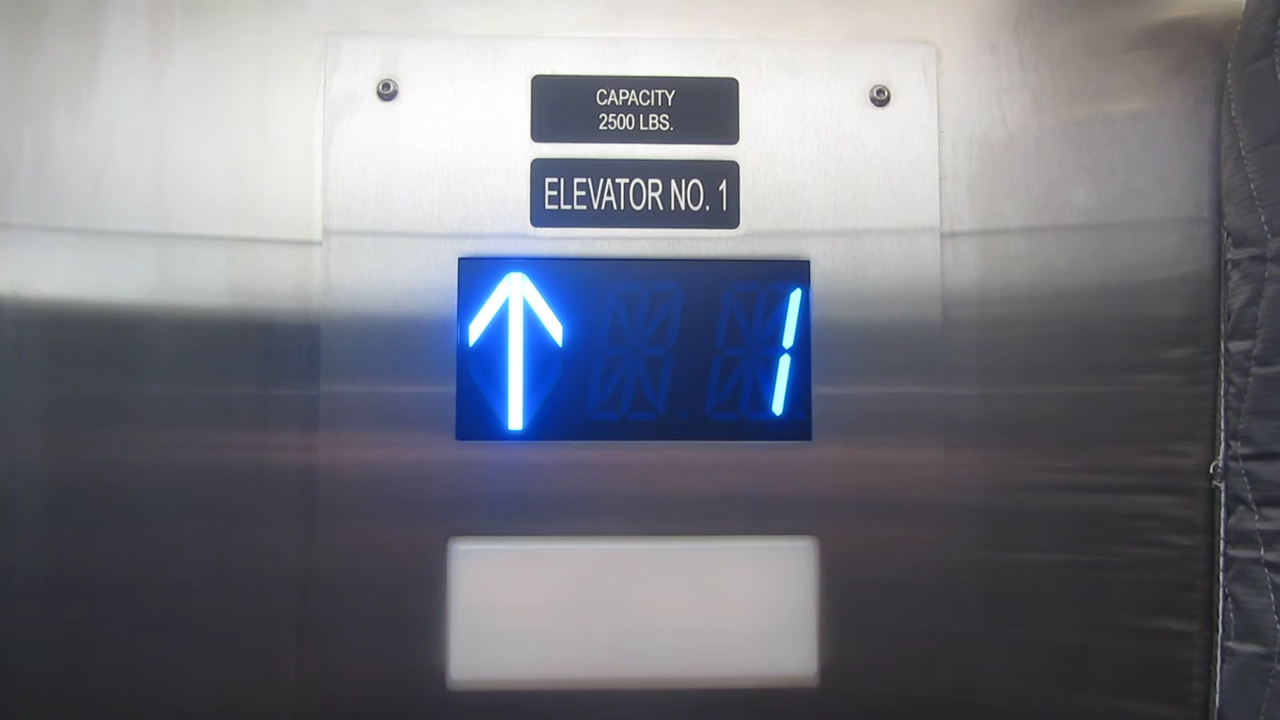 CAPACITY
2500 LBS.
ELEVATOR NO. 1
↑ 1